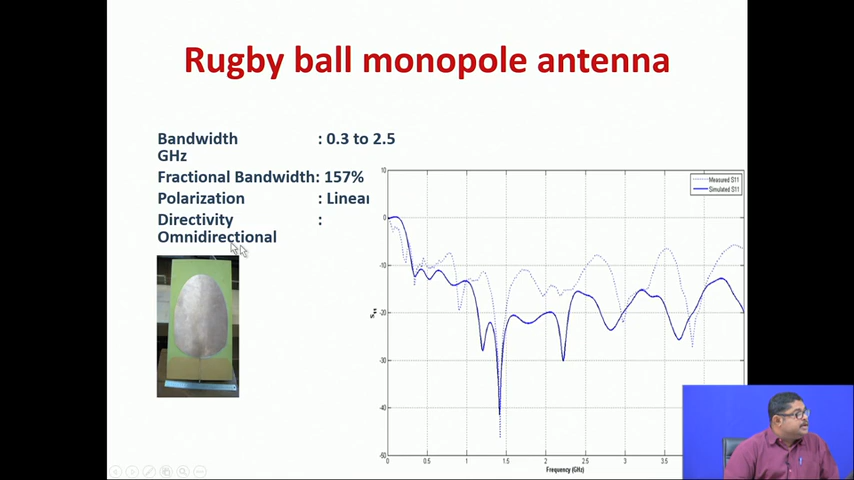 Rugby ball monopole antenna
Bandwidth : 0.3 to 2.5
GHz
Fractional Bandwidth: 157%
Polarization : Linear
Directivity :
Omnidirectional
10
Measured S11
Simulated S11
0
-10
-20
S11
-30
-40
-50
0 0.5 1 1.5 2 2.5 3 3.5
Frequency (GHz)